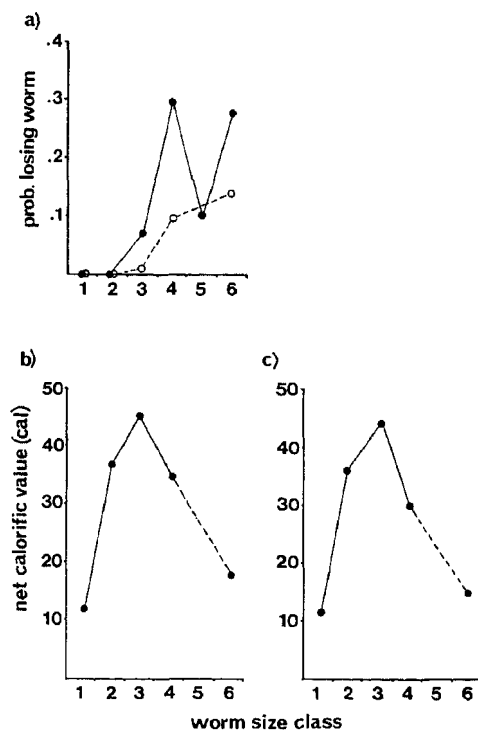 a)
.4
.3
.2
.1
prob. losing worm
1 2 3 4 5 6
b)
c)
50
40
30
20
10
net calorific value (cal)
1 2 3 4 5 6
50
40
30
20
10
1 2 3 4 5 6
worm size class